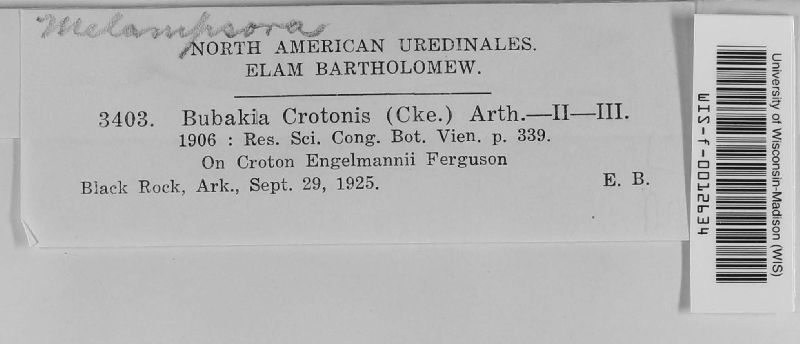 Melampsora
NORTH AMERICAN UREDINALES.
ELAM BARTHOLOMEW.
3403. Bubakia Crotonis (Cke.) Arth.—II—III.
1906 : Res. Sci. Cong. Bot. Vien. p. 339.
On Croton Engelmannii Ferguson
Black Rock, Ark., Sept. 29, 1925. E. B.
University of Wisconsin-Madison (WIS)
WIS-f-0012634